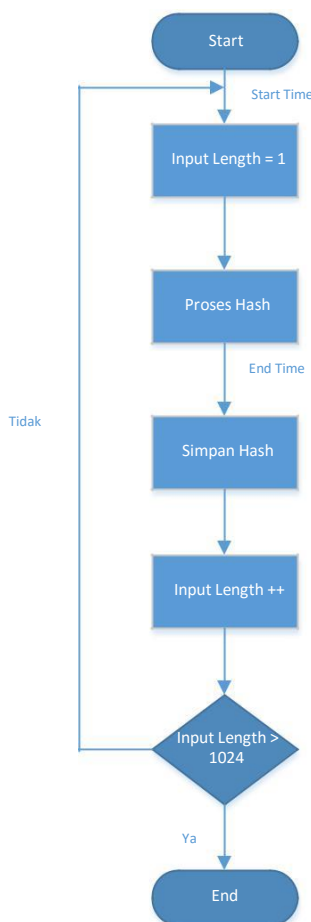 Start
Start Time
Input Length = 1
Proses Hash
End Time
Tidak
Simpan Hash
Input Length ++
Input Length >
1024
Ya
End